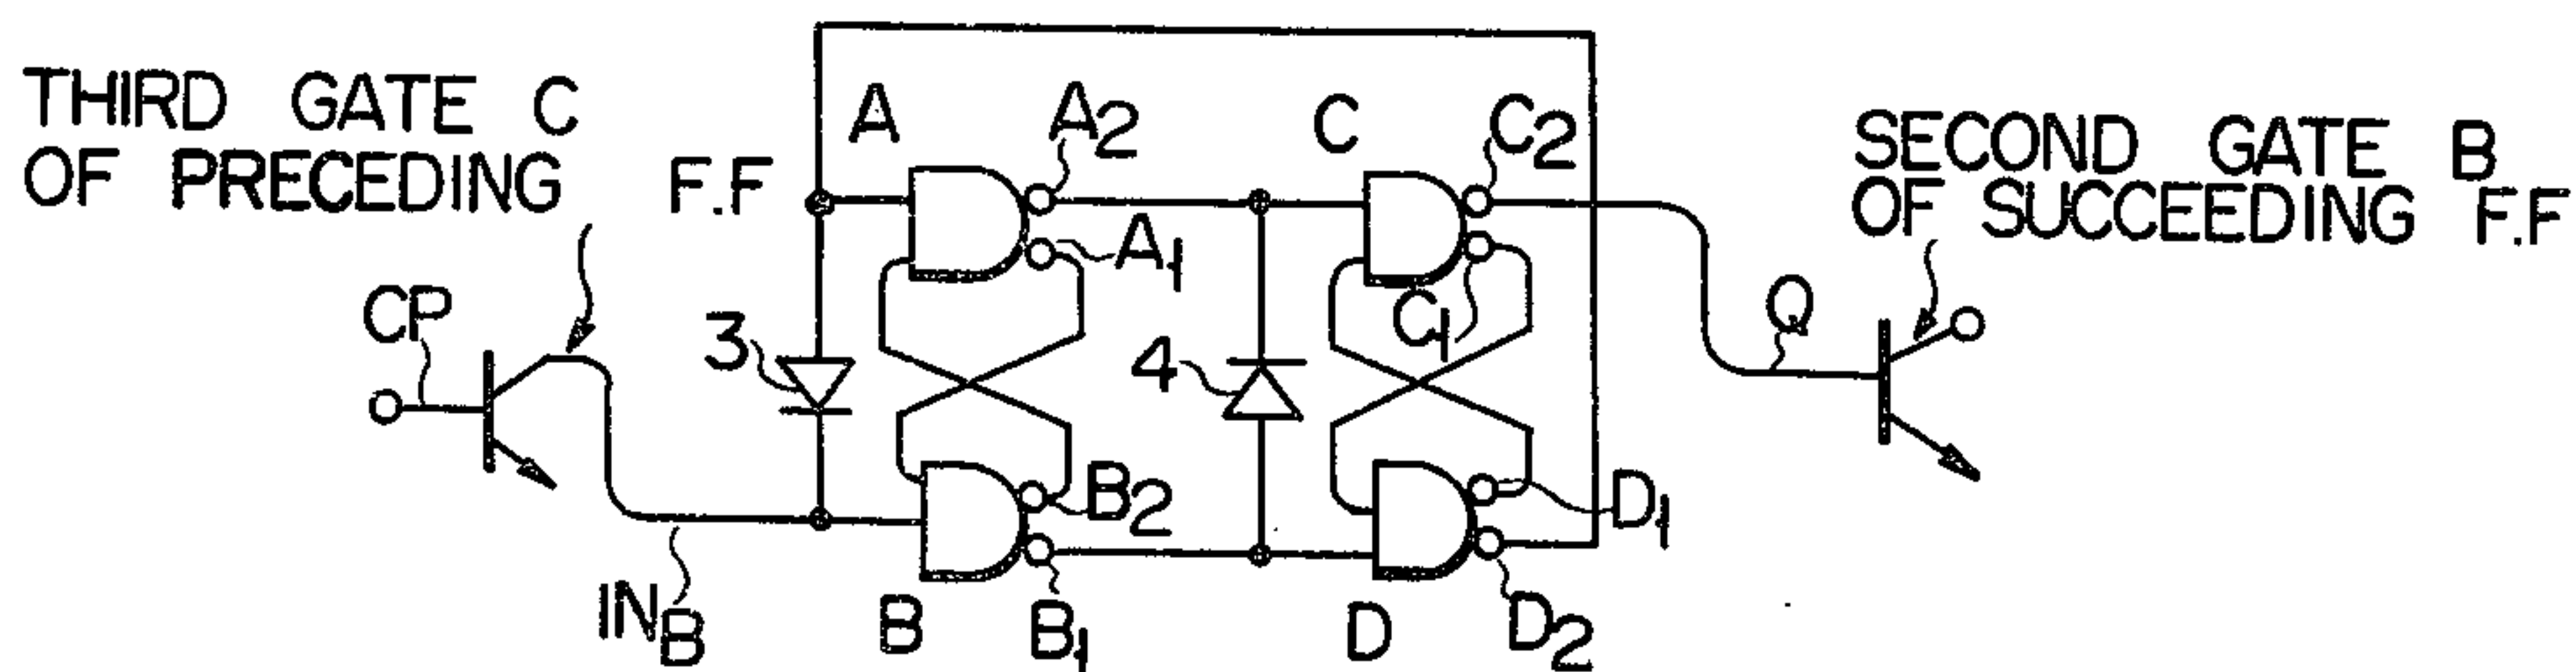 THIRD GATE C
OF PRECEDING F.F
SECOND GATE B
OF SUCCEEDING F.F
A
A2
A1
C
C2
C1
CP
3
4
Q
INB
B
B2
B1
D
D1
D2